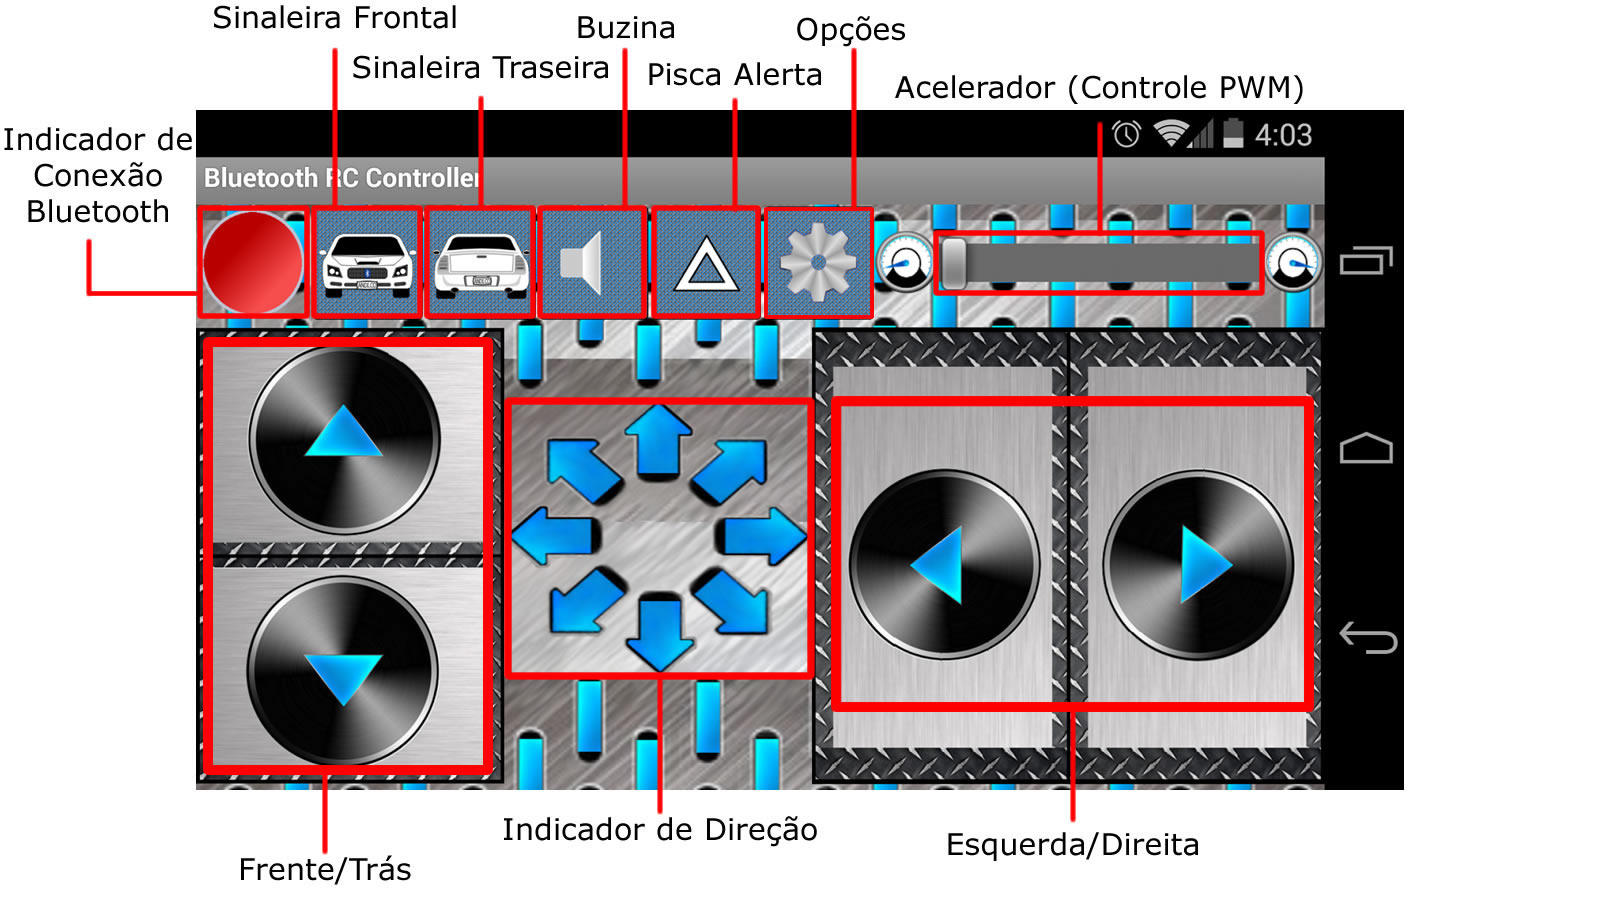 Sinaleira Frontal
Buzina
Opções
Sinaleira Traseira
Pisca Alerta
Acelerador (Controle PWM)
Indicador de
Conexão
Bluetooth
4:03
Bluetooth RC Controller
Indicador de Direção
Esquerda/Direita
Frente/Trás